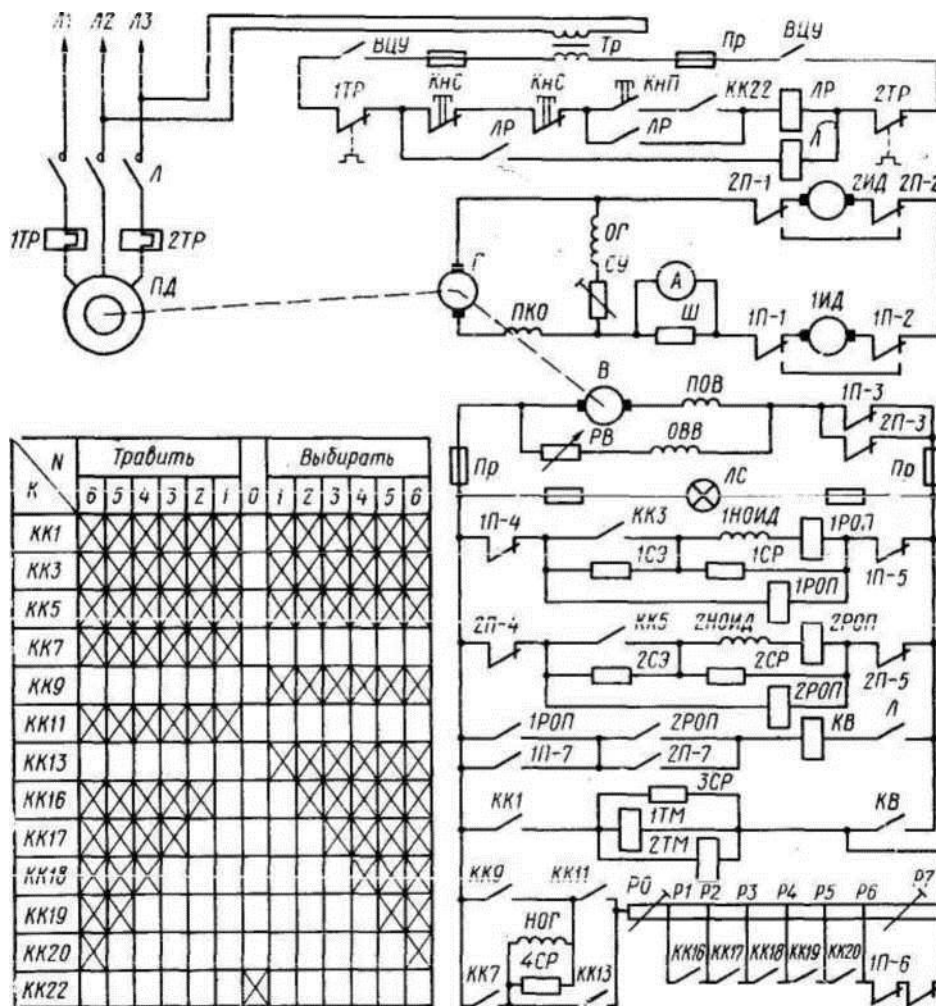 Л1 Л2 Л3
ВЦУ Тр Пр ВЦУ
1ТР КнС КнС КнП КК22 ЛР 2ТР
ЛР ЛР Л
Л
2П-1 2ИД 2П-2
1ТР 2ТР
ОГ
СУ
ПД Г А
ПКО Ш 1П-1 1ИД 1П-2
В ПОВ 1П-3
РВ ОВВ 2П-3
Пр ЛС Пр
1П-4 КК3 1НОИД 1РОП
1СЭ 1СР 1П-5
1РОП
2П-4 КК5 2НОИД 2РОП
2СЭ 2СР 2П-5
2РОП
1РОП 2РОП КВ Л
1П-7 2П-7
3СР
КК1 1ТМ КВ
2ТМ
КК9 КК11 РО Р1 Р2 Р3 Р4 Р5 Р6 Р7
НОГ
КК16 КК17 КК18 КК19 КК20 1П-6
КК7 4СР КК13
N Травить Выбирать
К 6 5 4 3 2 1 0 1 2 3 4 5 6
КК1
КК3
КК5
КК7
КК9
КК11
КК13
КК16
КК17
КК18
КК19
КК20
КК22